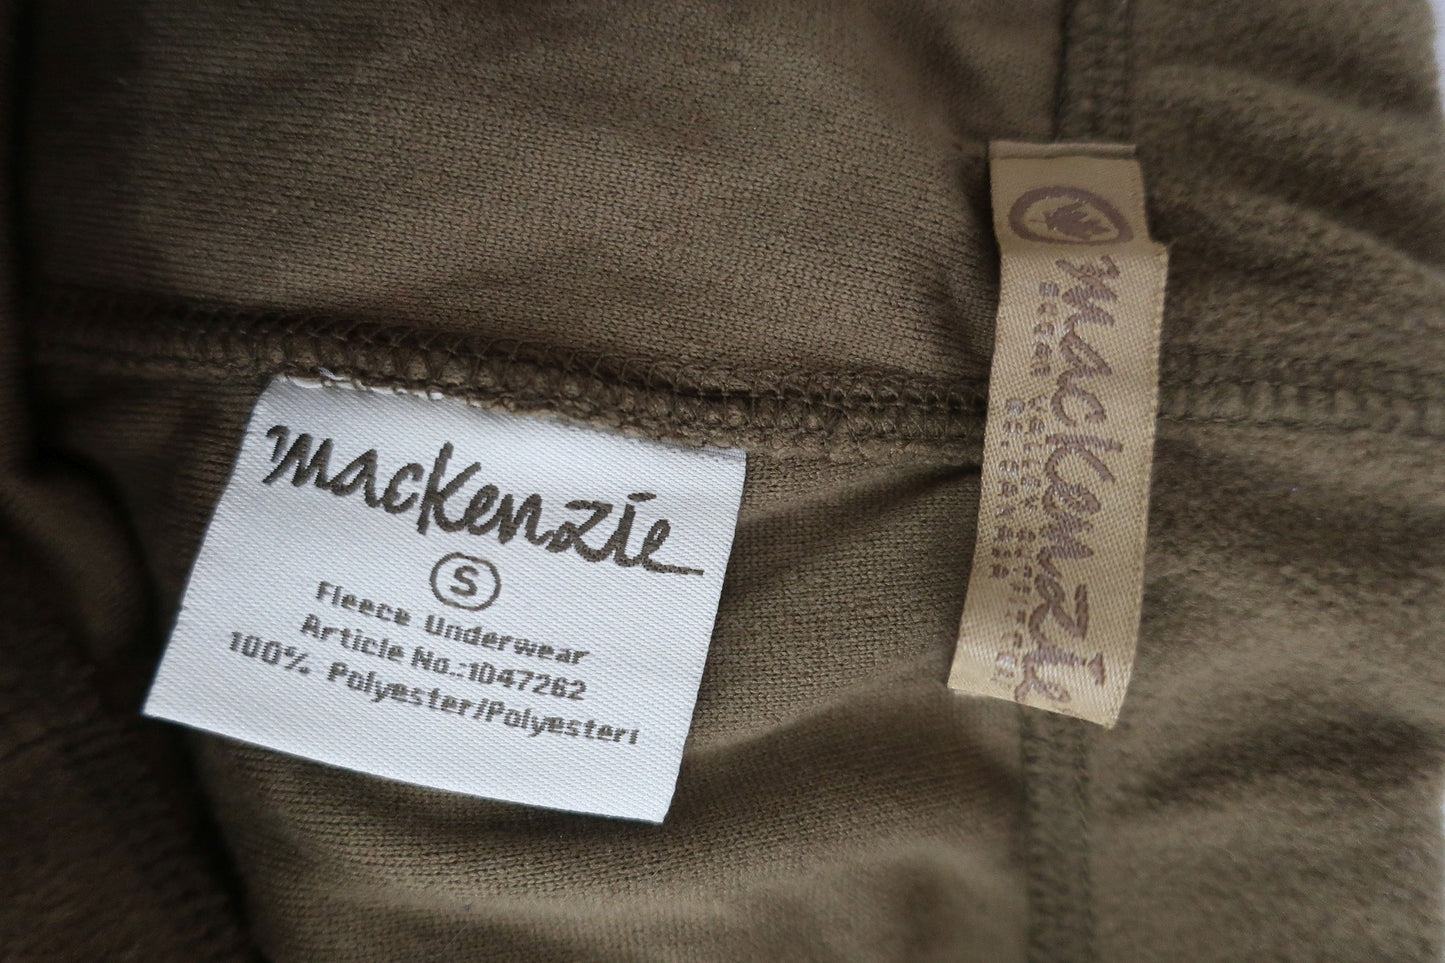 mackenzie
S
Fleece Underwear
Article No.:1047262
100% Polyester/Polyesteri
mackenzie